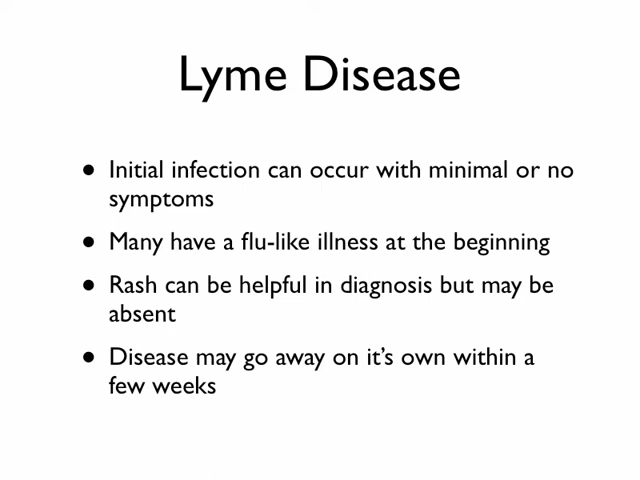 Lyme Disease
• Initial infection can occur with minimal or no
symptoms
• Many have a flu-like illness at the beginning
• Rash can be helpful in diagnosis but may be
absent
• Disease may go away on it’s own within a
few weeks